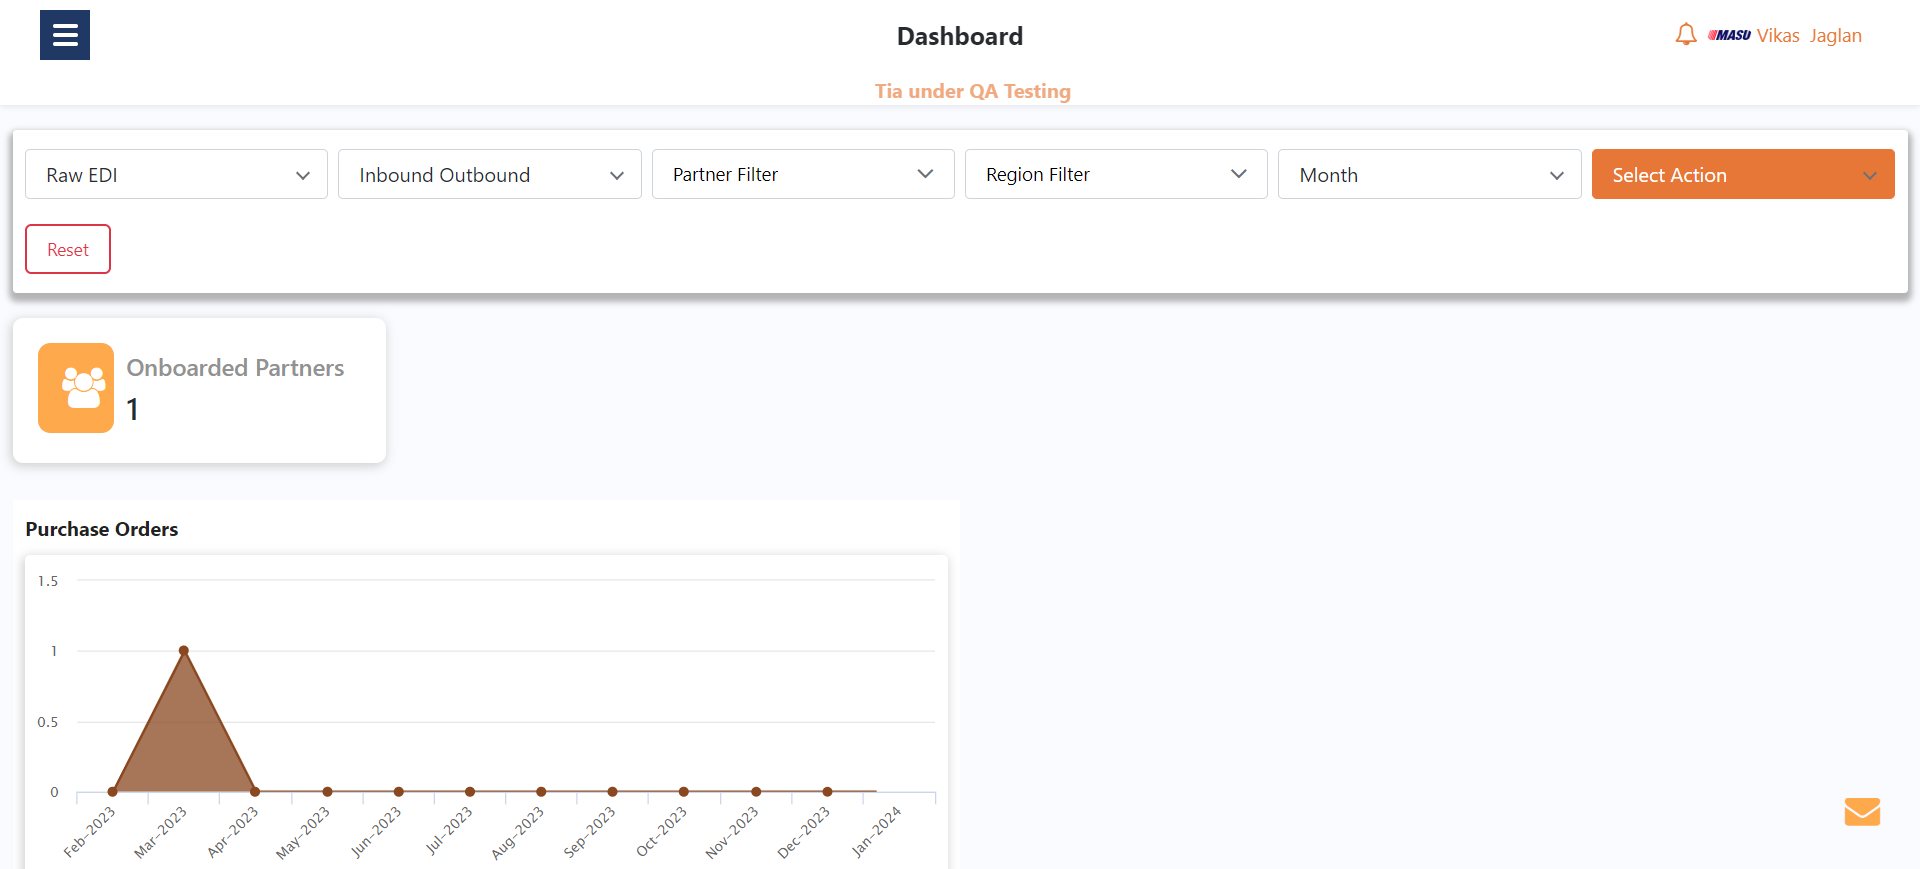 Dashboard
MASU Vikas Jaglan
Tia under QA Testing
Raw EDI
Inbound Outbound
Partner Filter
Region Filter
Month
Select Action
Reset
Onboarded Partners
1
Purchase Orders
1.5
1
0.5
0
Feb-2023
Mar-2023
Apr-2023
May-2023
Jun-2023
Jul-2023
Aug-2023
Sep-2023
Oct-2023
Nov-2023
Dec-2023
Jan-2024